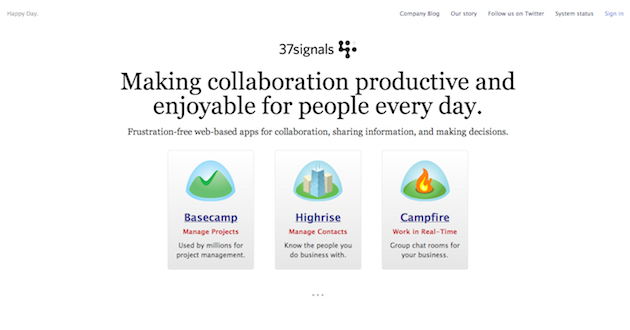 Happy Day.
Company Blog Our story Follow us on Twitter System status Sign in
37signals
Making collaboration productive and
enjoyable for people every day.
Frustration-free web-based apps for collaboration, sharing information, and making decisions.
Basecamp
Manage Projects
Used by millions for
project management.
Highrise
Manage Contacts
Know the people you
do business with.
Campfire
Work in Real-Time
Group chat rooms for
your business.